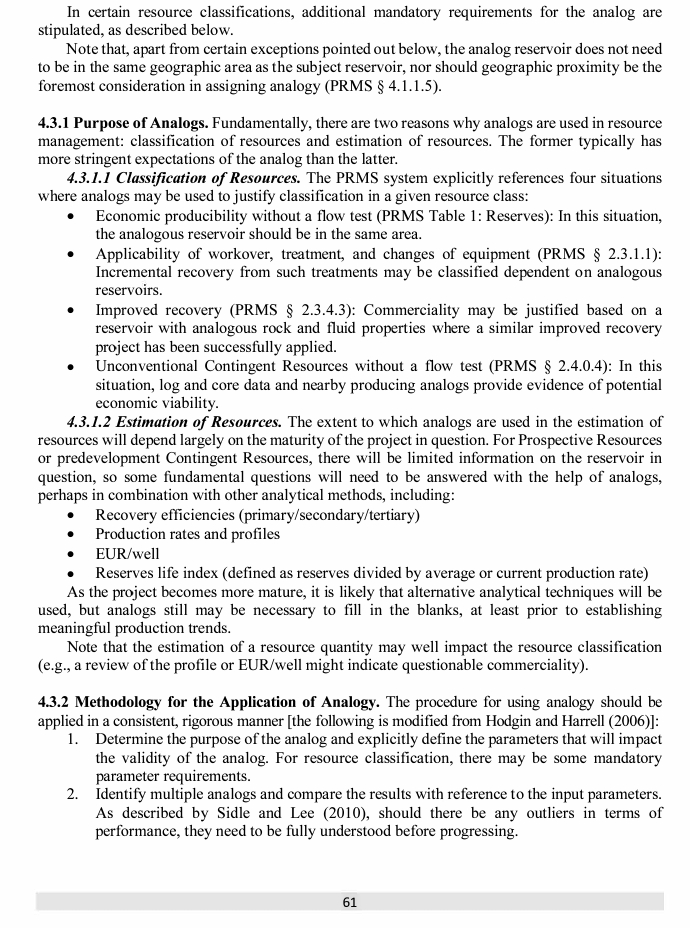 In certain resource classifications, additional mandatory requirements for the analog are
stipulated, as described below.
Note that, apart from certain exceptions pointed out below, the analog reservoir does not need
to be in the same geographic area as the subject reservoir, nor should geographic proximity be the
foremost consideration in assigning analogy (PRMS § 4.1.1.5).
4.3.1 Purpose of Analogs. Fundamentally, there are two reasons why analogs are used in resource
management: classification of resources and estimation of resources. The former typically has
more stringent expectations of the analog than the latter.
4.3.1.1 Classification of Resources. The PRMS system explicitly references four situations
where analogs may be used to justify classification in a given resource class:
• Economic producibility without a flow test (PRMS Table 1: Reserves): In this situation,
the analogous reservoir should be in the same area.
• Applicability of workover, treatment, and changes of equipment (PRMS § 2.3.1.1):
Incremental recovery from such treatments may be classified dependent on analogous
reservoirs.
• Improved recovery (PRMS § 2.3.4.3): Commerciality may be justified based on a
reservoir with analogous rock and fluid properties where a similar improved recovery
project has been successfully applied.
• Unconventional Contingent Resources without a flow test (PRMS § 2.4.0.4): In this
situation, log and core data and nearby producing analogs provide evidence of potential
economic viability.
4.3.1.2 Estimation of Resources. The extent to which analogs are used in the estimation of
resources will depend largely on the maturity of the project in question. For Prospective Resources
or predevelopment Contingent Resources, there will be limited information on the reservoir in
question, so some fundamental questions will need to be answered with the help of analogs,
perhaps in combination with other analytical methods, including:
• Recovery efficiencies (primary/secondary/tertiary)
• Production rates and profiles
• EUR/well
• Reserves life index (defined as reserves divided by average or current production rate)
As the project becomes more mature, it is likely that alternative analytical techniques will be
used, but analogs still may be necessary to fill in the blanks, at least prior to establishing
meaningful production trends.
Note that the estimation of a resource quantity may well impact the resource classification
(e.g., a review of the profile or EUR/well might indicate questionable commerciality).
4.3.2 Methodology for the Application of Analogy. The procedure for using analogy should be
applied in a consistent, rigorous manner [the following is modified from Hodgin and Harrell (2006)]:
1. Determine the purpose of the analog and explicitly define the parameters that will impact
the validity of the analog. For resource classification, there may be some mandatory
parameter requirements.
2. Identify multiple analogs and compare the results with reference to the input parameters.
As described by Sidle and Lee (2010), should there be any outliers in terms of
performance, they need to be fully understood before progressing.
61